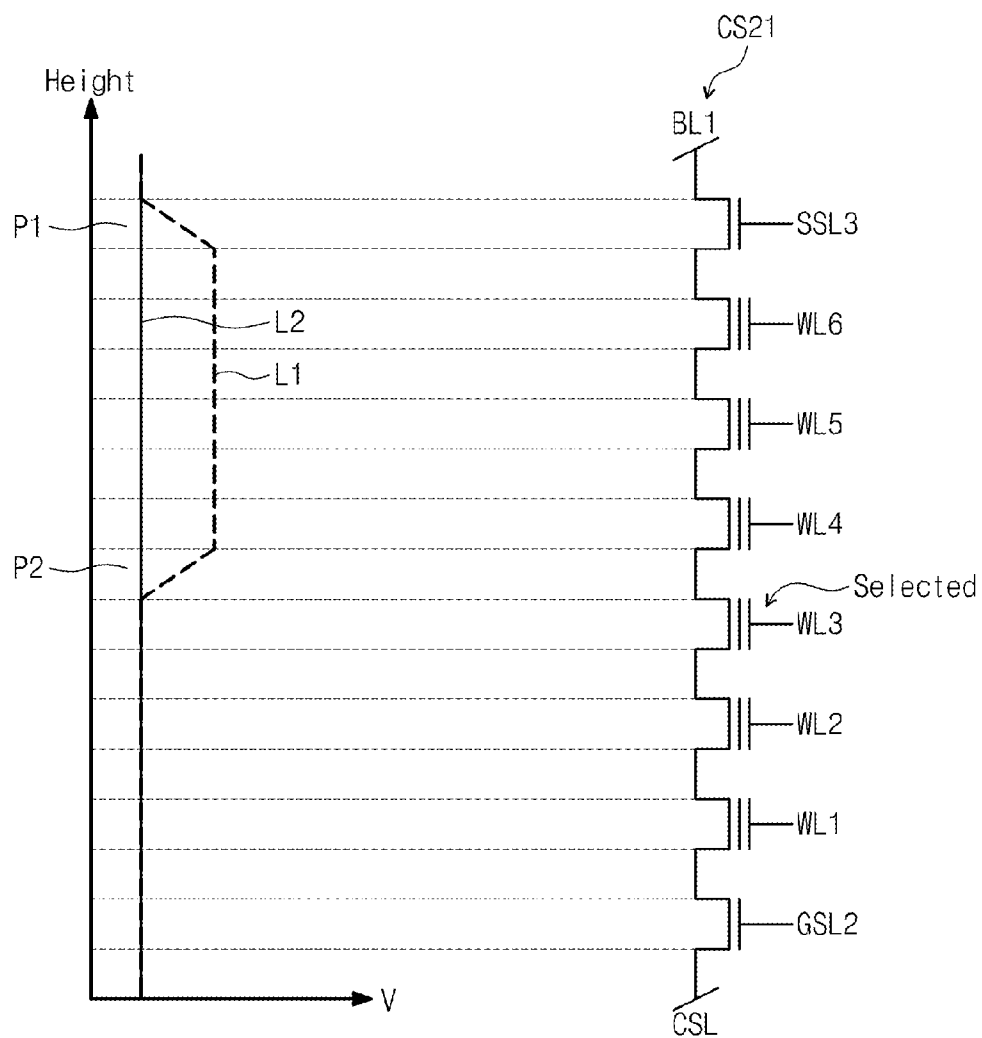 CS21
Height
BL1
P1
SSL3
L2
WL6
L1
WL5
WL4
P2
Selected
WL3
WL2
WL1
GSL2
V
CSL